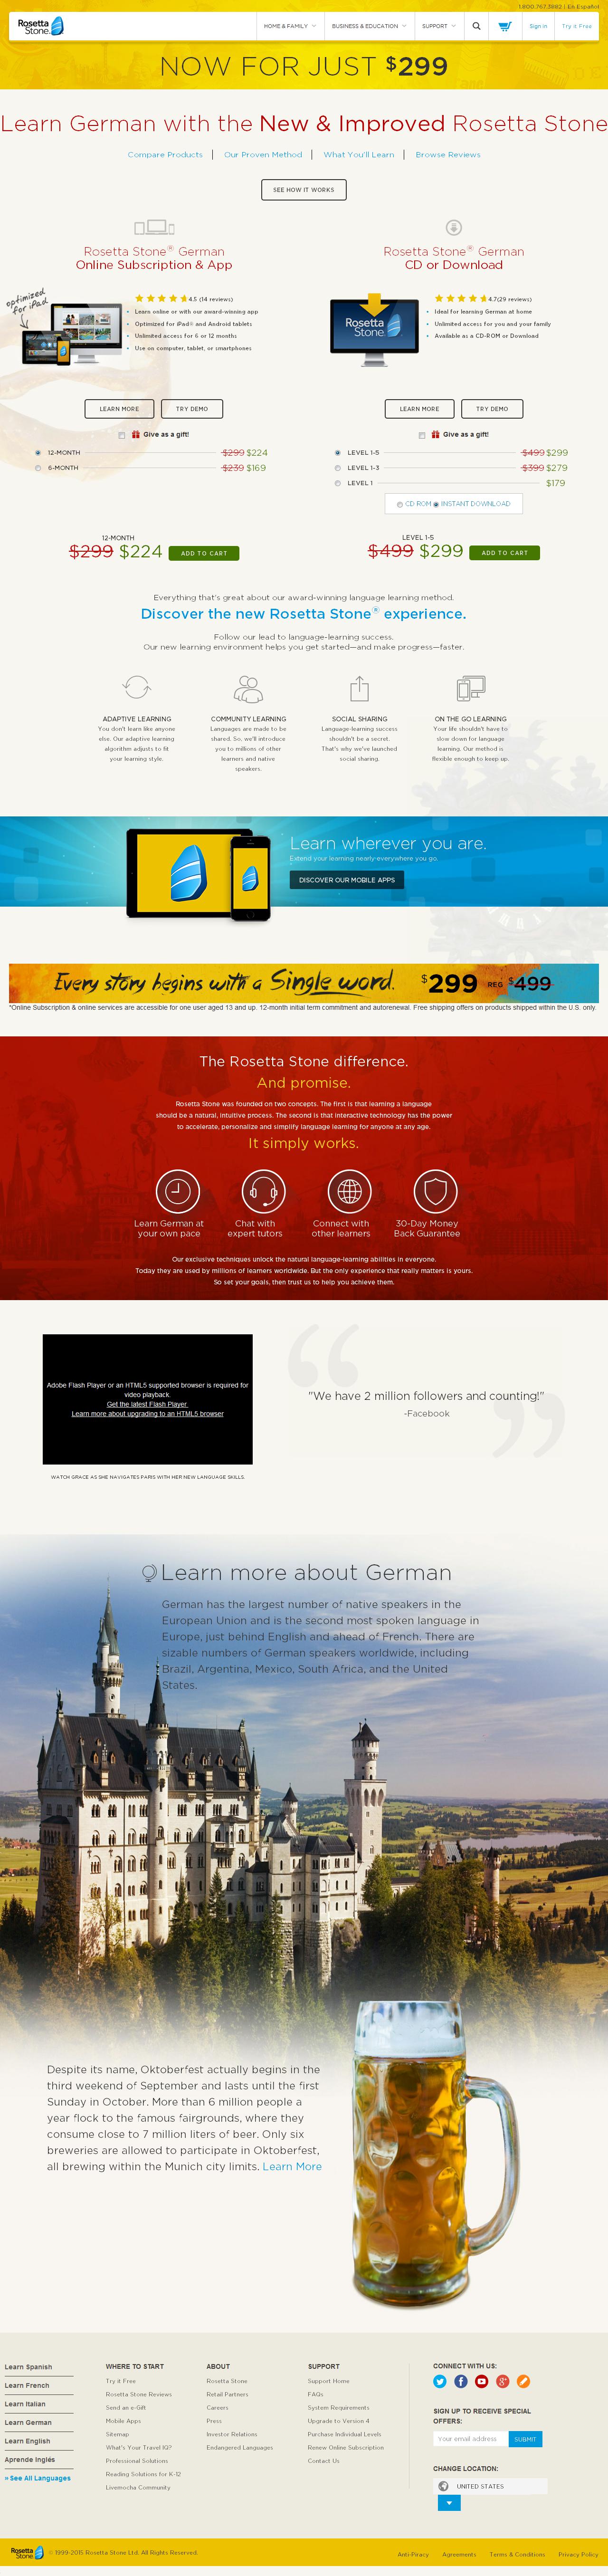 1.800.767.3882 | En Español
Rosetta Stone.
HOME & FAMILY
BUSINESS & EDUCATION
SUPPORT
Sign in
Try it Free
NOW FOR JUST $299
Learn German with the New & Improved Rosetta Stone
Compare Products
Our Proven Method
What You'll Learn
Browse Reviews
SEE HOW IT WORKS
Rosetta Stone® German
Online Subscription & App
optimized for iPad®
4.5 (14 reviews)
Learn online or with our award-winning app
Optimized for iPad® and Android tablets
Unlimited access for 6 or 12 months
Use on computer, tablet, or smartphones
LEARN MORE
TRY DEMO
Give as a gift!
12-MONTH $299 $224
6-MONTH $239 $169
12-MONTH
$299 $224 ADD TO CART
Rosetta Stone® German
CD or Download
Rosetta Stone
4.7(29 reviews)
Ideal for learning German at home
Unlimited access for you and your family
Available as a CD-ROM or Download
LEARN MORE
TRY DEMO
Give as a gift!
LEVEL 1-5 $499 $299
LEVEL 1-3 $399 $279
LEVEL 1 $179
CD ROM INSTANT DOWNLOAD
LEVEL 1-5
$499 $299 ADD TO CART
Everything that's great about our award-winning language learning method.
Discover the new Rosetta Stone® experience.
Follow our lead to language-learning success.
Our new learning environment helps you get started—and make progress—faster.
ADAPTIVE LEARNING
You don't learn like anyone
else. Our adaptive learning
algorithm adjusts to fit
your learning style.
COMMUNITY LEARNING
Languages are made to be
shared. So, we'll introduce
you to millions of other
learners and native
speakers.
SOCIAL SHARING
Language-learning success
shouldn't be a secret.
That's why we've launched
social sharing.
ON THE GO LEARNING
Your life shouldn't have to
slow down for language
learning. Our method is
flexible enough to keep up.
Learn wherever you are.
Extend your learning nearly-everywhere you go.
DISCOVER OUR MOBILE APPS
Every story begins with a Single word. $299 REG $499
*Online Subscription & online services are accessible for one user aged 13 and up. 12-month initial term commitment and autorenewal. Free shipping offers on products shipped within the U.S. only.
The Rosetta Stone difference.
And promise.
Rosetta Stone was founded on two concepts. The first is that learning a language
should be a natural, intuitive process. The second is that interactive technology has the power
to accelerate, personalize and simplify language learning for anyone at any age.
It simply works.
Learn German at
your own pace
Chat with
expert tutors
Connect with
other learners
30-Day Money
Back Guarantee
Our exclusive techniques unlock the natural language-learning abilities in everyone.
Today they are used by millions of learners worldwide. But the only experience that really matters is yours.
So set your goals, then trust us to help you achieve them.
Adobe Flash Player or an HTML5 supported browser is required for
video playback.
Get the latest Flash Player
Learn more about upgrading to an HTML5 browser
WATCH GRACE AS SHE NAVIGATES PARIS WITH HER NEW LANGUAGE SKILLS.
"We have 2 million followers and counting!"
-Facebook
Learn more about German
German has the largest number of native speakers in the
European Union and is the second most spoken language in
Europe, just behind English and ahead of French. There are
sizable numbers of German speakers worldwide, including
Brazil, Argentina, Mexico, South Africa, and the United
States.
Despite its name, Oktoberfest actually begins in the
third weekend of September and lasts until the first
Sunday in October. More than 6 million people a
year flock to the famous fairgrounds, where they
consume close to 7 million liters of beer. Only six
breweries are allowed to participate in Oktoberfest,
all brewing within the Munich city limits. Learn More
Learn Spanish
Learn French
Learn Italian
Learn German
Learn English
Aprende Inglés
» See All Languages
WHERE TO START
Try it Free
Rosetta Stone Reviews
Send an e-Gift
Mobile Apps
Sitemap
What's Your Travel IQ?
Professional Solutions
Reading Solutions for K-12
Livemocha Community
ABOUT
Rosetta Stone
Retail Partners
Careers
Press
Investor Relations
Endangered Languages
SUPPORT
Support Home
FAQs
System Requirements
Upgrade to Version 4
Purchase Individual Levels
Renew Online Subscription
Contact Us
CONNECT WITH US:
SIGN UP TO RECEIVE SPECIAL
OFFERS:
Your email address SUBMIT
CHANGE LOCATION:
UNITED STATES
Rosetta Stone.
© 1999-2015 Rosetta Stone Ltd. All Rights Reserved.
Anti-Piracy
Agreements
Terms & Conditions
Privacy Policy